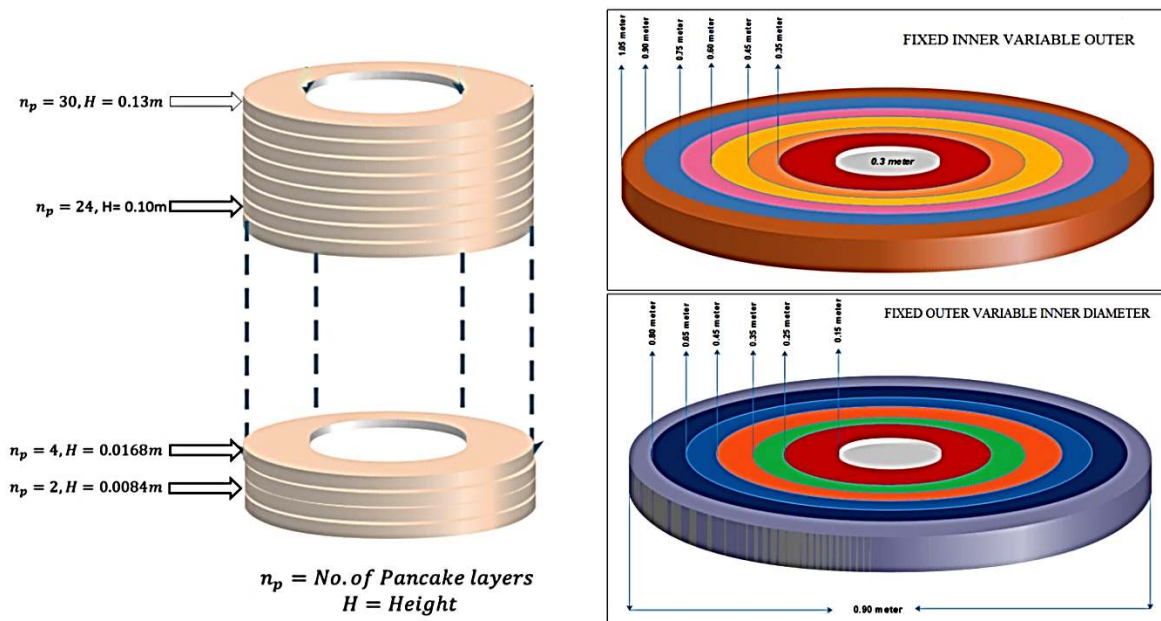 n_p = 30, H = 0.13m
n_p = 24, H= 0.10m
n_p = 4, H = 0.0168m
n_p = 2, H = 0.0084m
n_p = No. of Pancake layers
H = Height
FIXED INNER VARIABLE OUTER
1.05 meter
0.90 meter
0.75 meter
0.60 meter
0.45 meter
0.35 meter
0.3 meter
FIXED OUTER VARIABLE INNER DIAMETER
0.80 meter
0.65 meter
0.45 meter
0.35 meter
0.25 meter
0.15 meter
0.90 meter